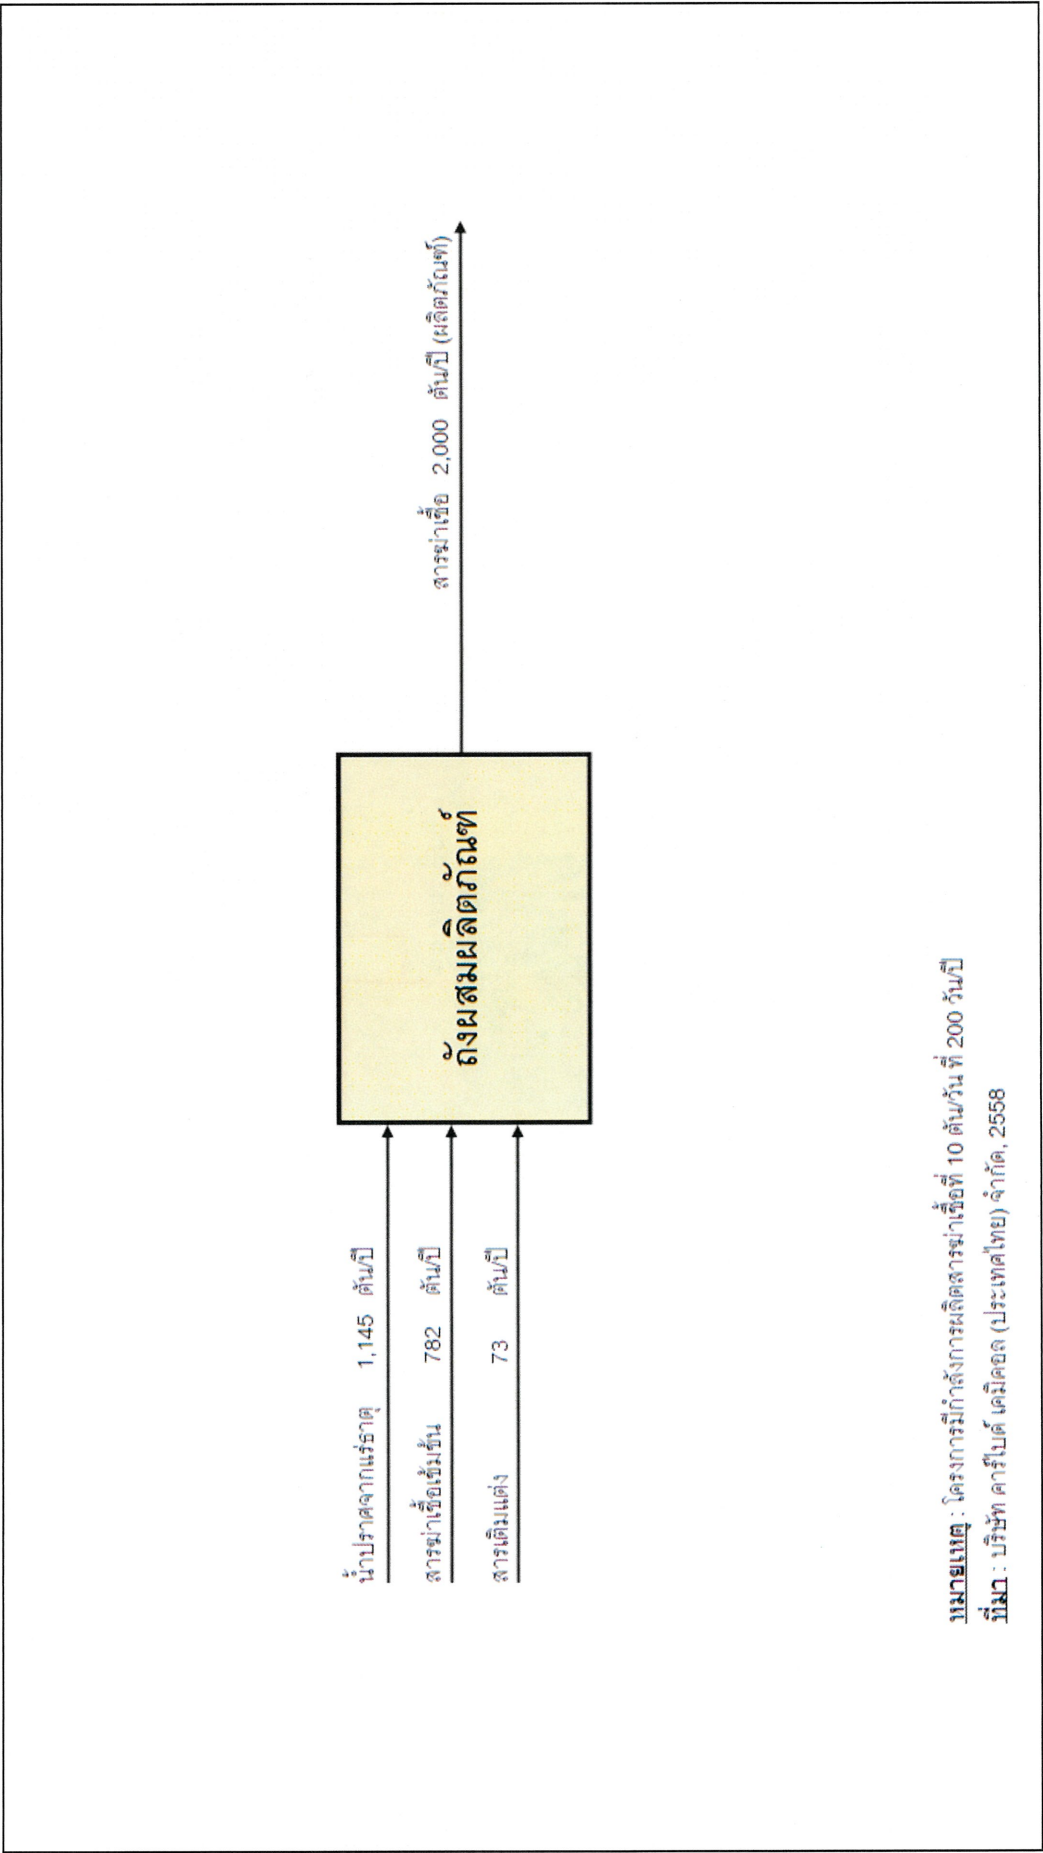 น้ำปราศจากแร่ธาตุ 1,145 ตัน/ปี
สารฆ่าเชื้อเข้มข้น 782 ตัน/ปี
สารเติมแต่ง 73 ตัน/ปี
ถังผสมผลิตภัณฑ์
สารฆ่าเชื้อ 2,000 ตัน/ปี (ผลิตภัณฑ์)
หมายเหตุ : โครงการมีกำลังการผลิตสารฆ่าเชื้อที่ 10 ตัน/วัน ที่ 200 วัน/ปี
ที่มา : บริษัท คาร์ไบด์ เคมิคอล (ประเทศไทย) จำกัด, 2558